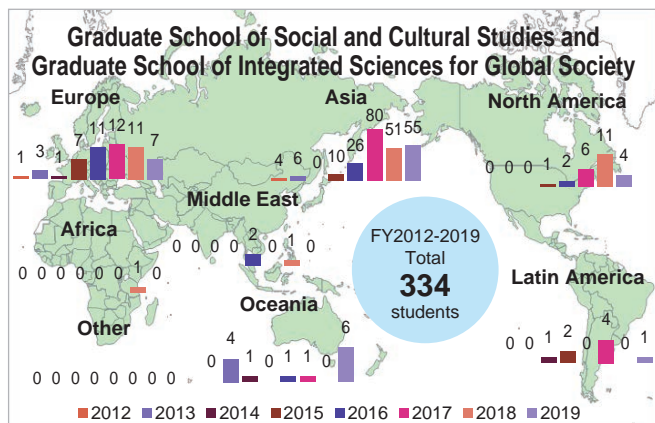 Graduate School of Social and Cultural Studies and
Graduate School of Integrated Sciences for Global Society
Europe
1 3 1 7 11 12 11 7
Asia
4 6 0 10 26 80 51 55
North America
0 0 0 1 2 6 11 4
Middle East
0 0 0 0 2 0 1 0
Africa
0 0 0 0 0 0 1 0
FY2012-2019
Total
334
students
Latin America
0 0 1 2 0 4 0 1
Oceania
0 4 1 0 1 1 0 6
Other
0 0 0 0 0 0 0 0
2012 2013 2014 2015 2016 2017 2018 2019